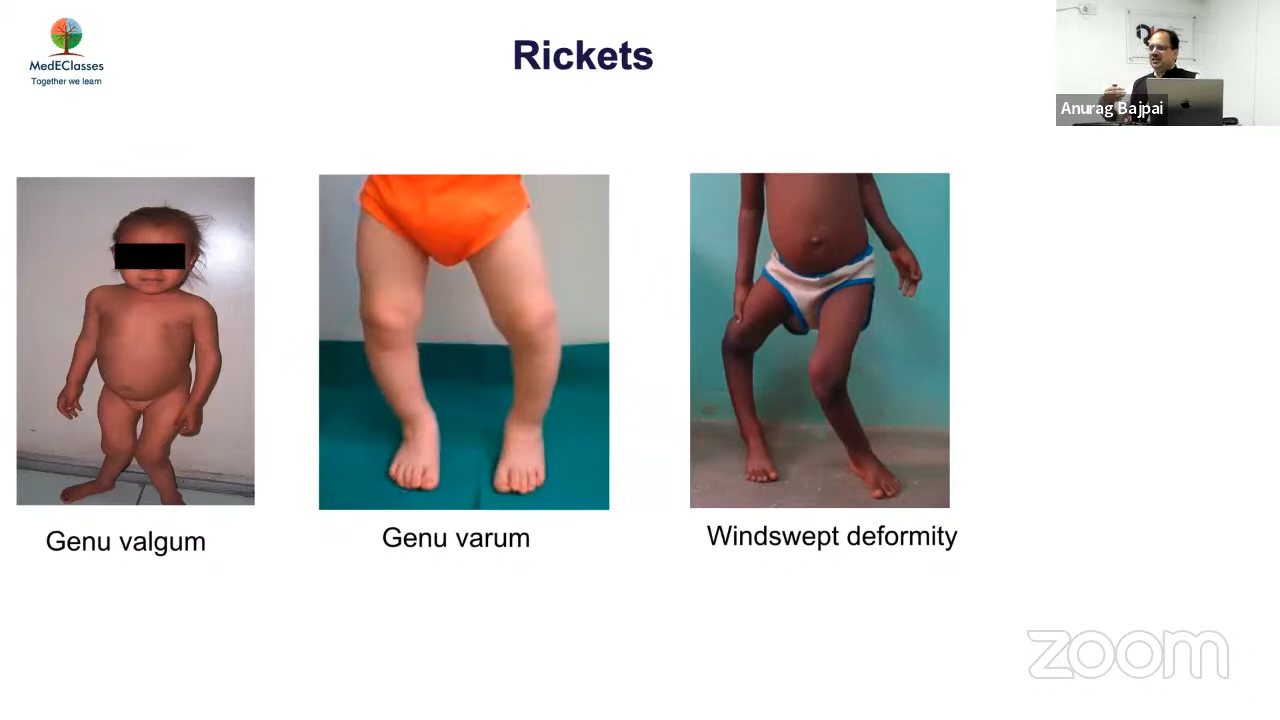 MedEClasses
Together we learn
Rickets
Anurag Bajpai
Genu valgum
Genu varum
Windswept deformity
zoom